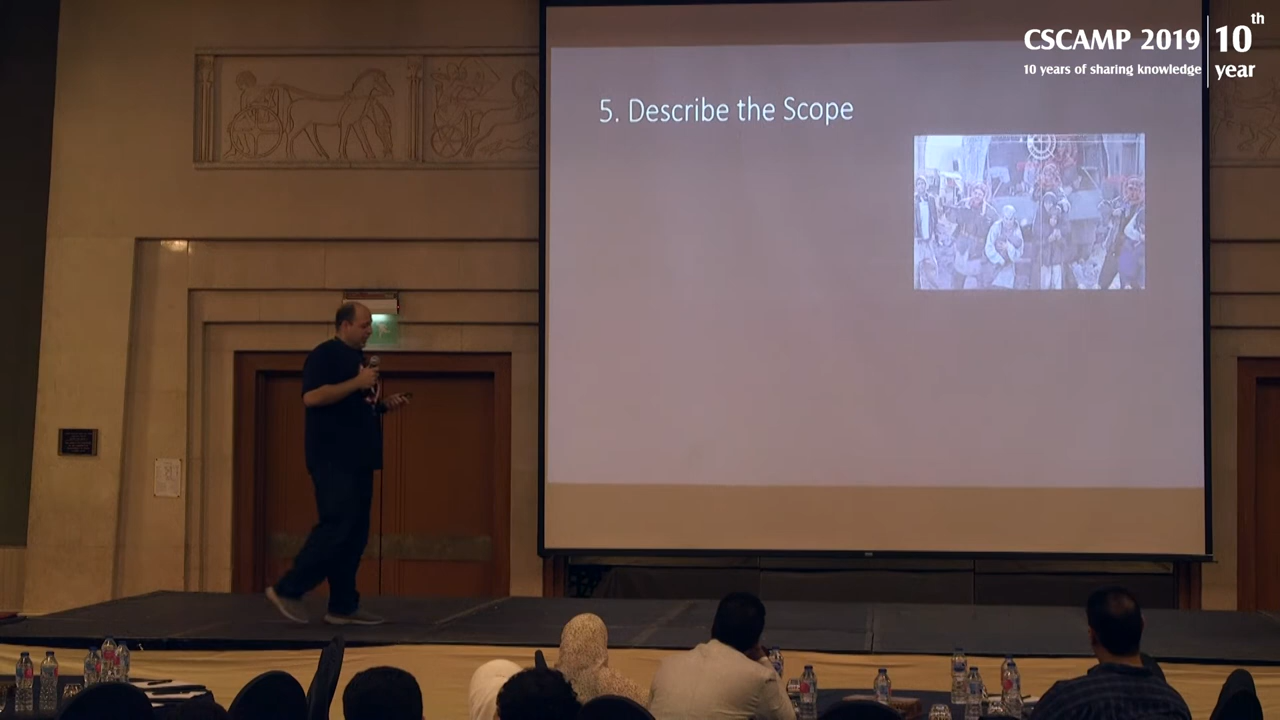 CSCAMP 2019
10 years of sharing knowledge
10th
year
5. Describe the Scope